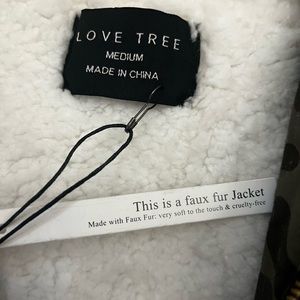 LOVE TREE
MEDIUM
MADE IN CHINA
This is a faux fur Jacket
Made with Faux Fur: very soft to the touch & cruelty-free